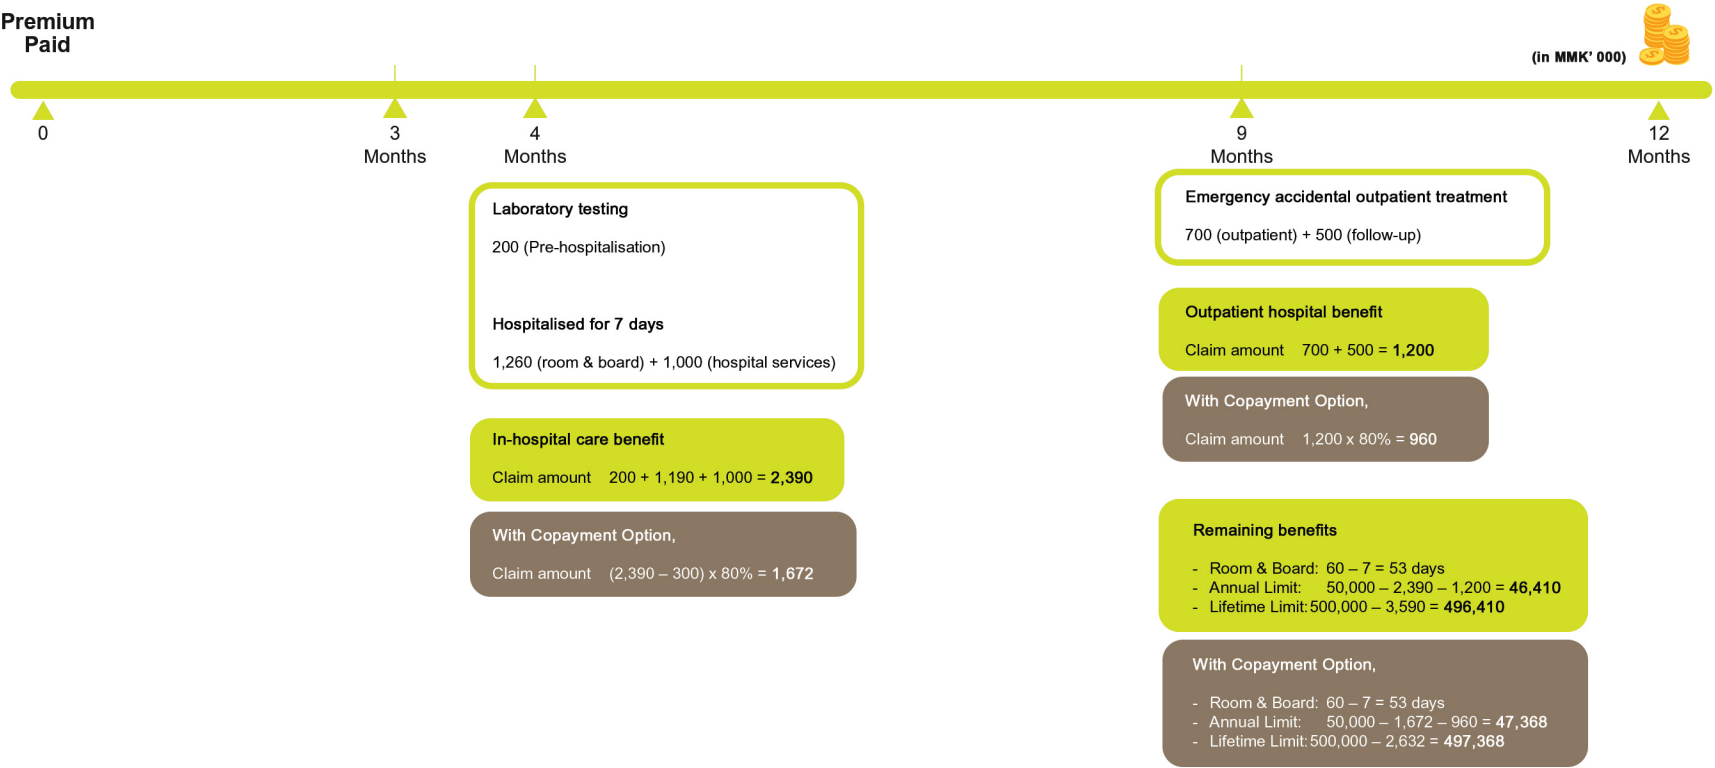 Premium
Paid
(in MMK’ 000)
0
3
Months
4
Months
9
Months
12
Months
Laboratory testing
200 (Pre-hospitalisation)
Hospitalised for 7 days
1,260 (room & board) + 1,000 (hospital services)
In-hospital care benefit
Claim amount 200 + 1,190 + 1,000 = 2,390
With Copayment Option,
Claim amount (2,390 – 300) x 80% = 1,672
Emergency accidental outpatient treatment
700 (outpatient) + 500 (follow-up)
Outpatient hospital benefit
Claim amount 700 + 500 = 1,200
With Copayment Option,
Claim amount 1,200 x 80% = 960
Remaining benefits
- Room & Board: 60 – 7 = 53 days
- Annual Limit: 50,000 – 2,390 – 1,200 = 46,410
- Lifetime Limit: 500,000 – 3,590 = 496,410
With Copayment Option,
- Room & Board: 60 – 7 = 53 days
- Annual Limit: 50,000 – 1,672 – 960 = 47,368
- Lifetime Limit: 500,000 – 2,632 = 497,368